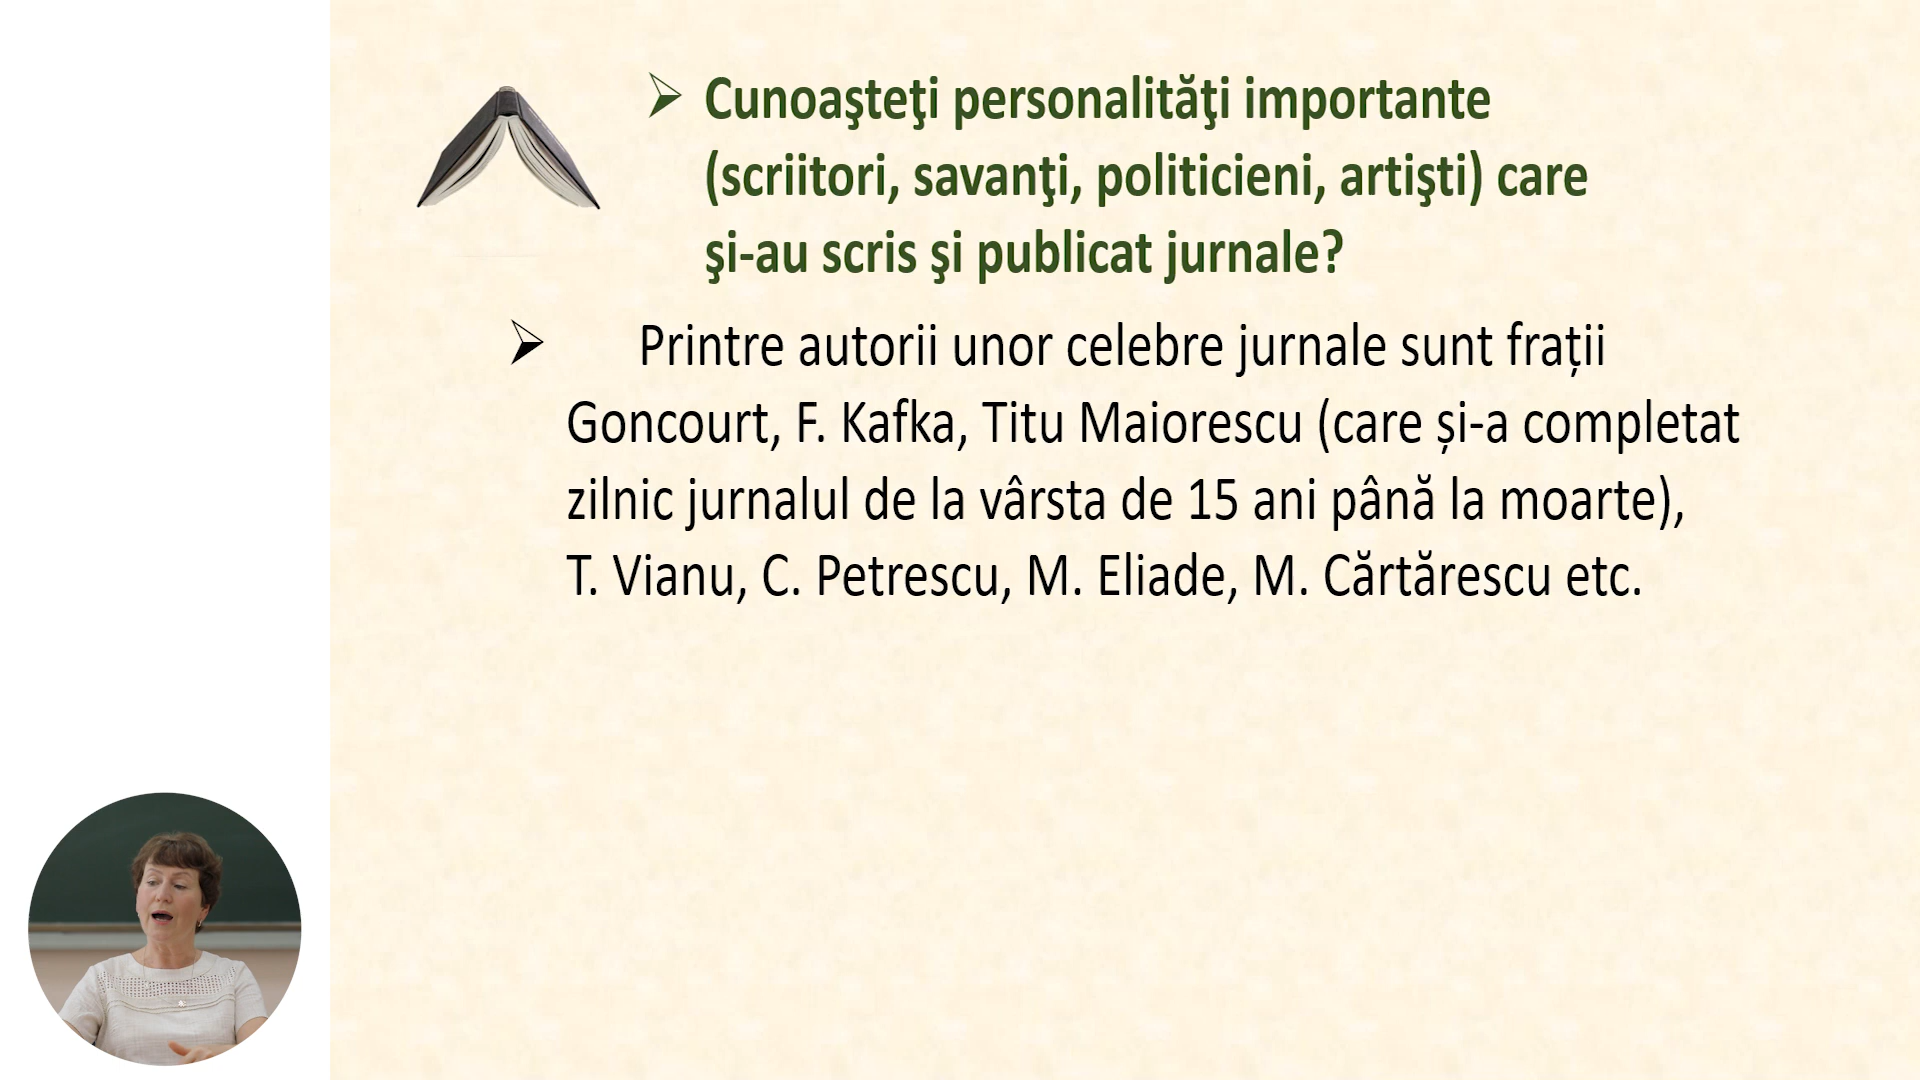 Cunoaşteţi personalităţi importante
(scriitori, savanţi, politicieni, artişti) care
şi-au scris şi publicat jurnale?
Printre autorii unor celebre jurnale sunt frații
Goncourt, F. Kafka, Titu Maiorescu (care și-a completat
zilnic jurnalul de la vârsta de 15 ani până la moarte),
T. Vianu, C. Petrescu, M. Eliade, M. Cărtărescu etc.